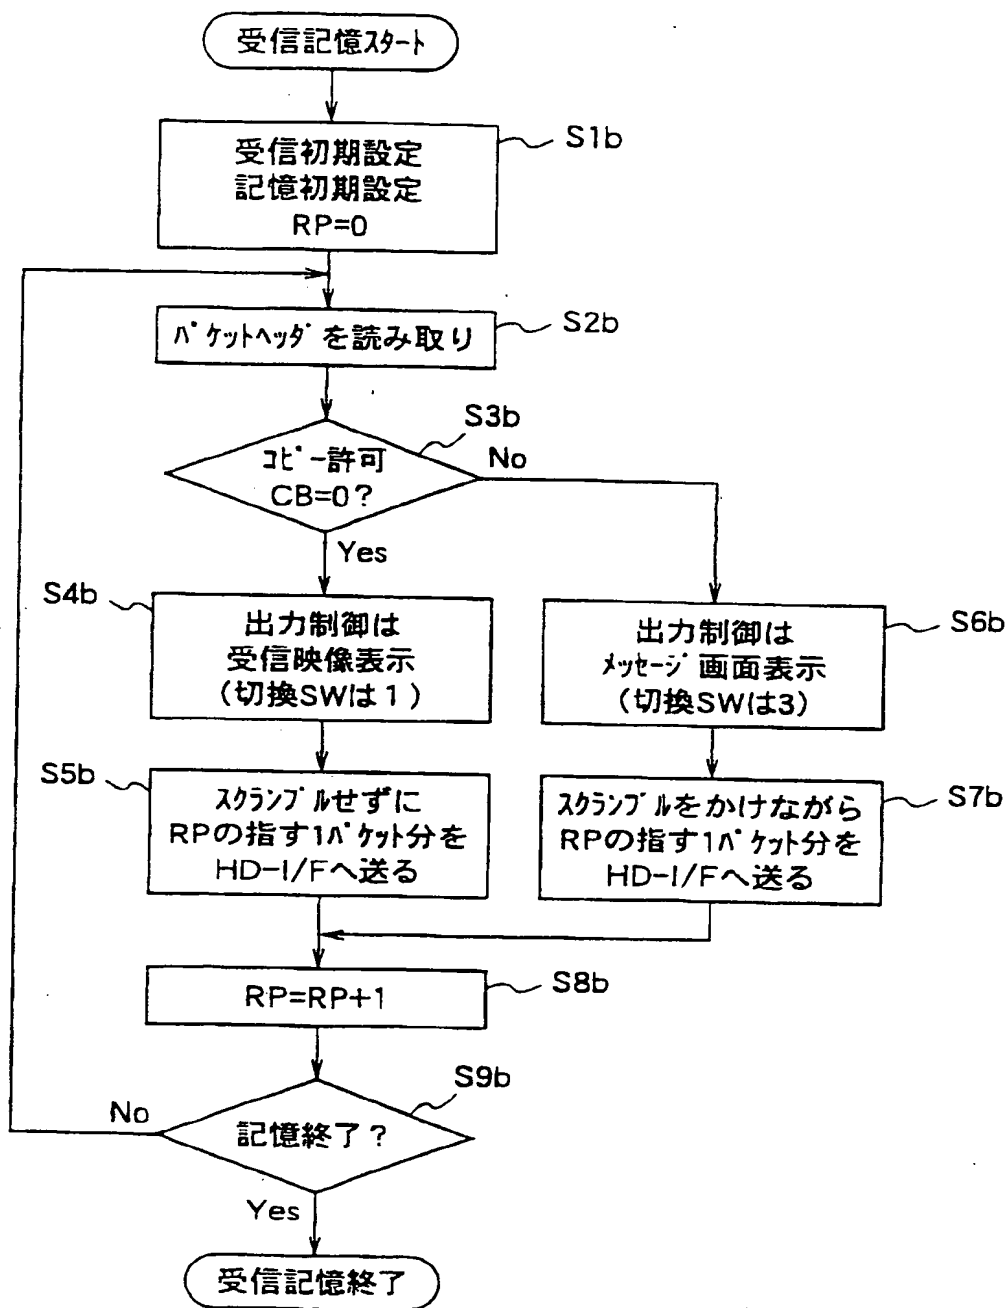 受信記憶スタート
S1b
受信初期設定
記憶初期設定
RP=0
S2b
パケットヘッダを読み取り
S3b
コピー許可
CB=0?
No
Yes
S4b
出力制御は
受信映像表示
(切換SWは1)
S6b
出力制御は
メッセージ画面表示
(切換SWは3)
S5b
スクランブルせずに
RPの指す1パケット分を
HD-I/Fへ送る
S7b
スクランブルをかけながら
RPの指す1パケット分を
HD-I/Fへ送る
S8b
RP=RP+1
S9b
No
記憶終了?
Yes
受信記憶終了